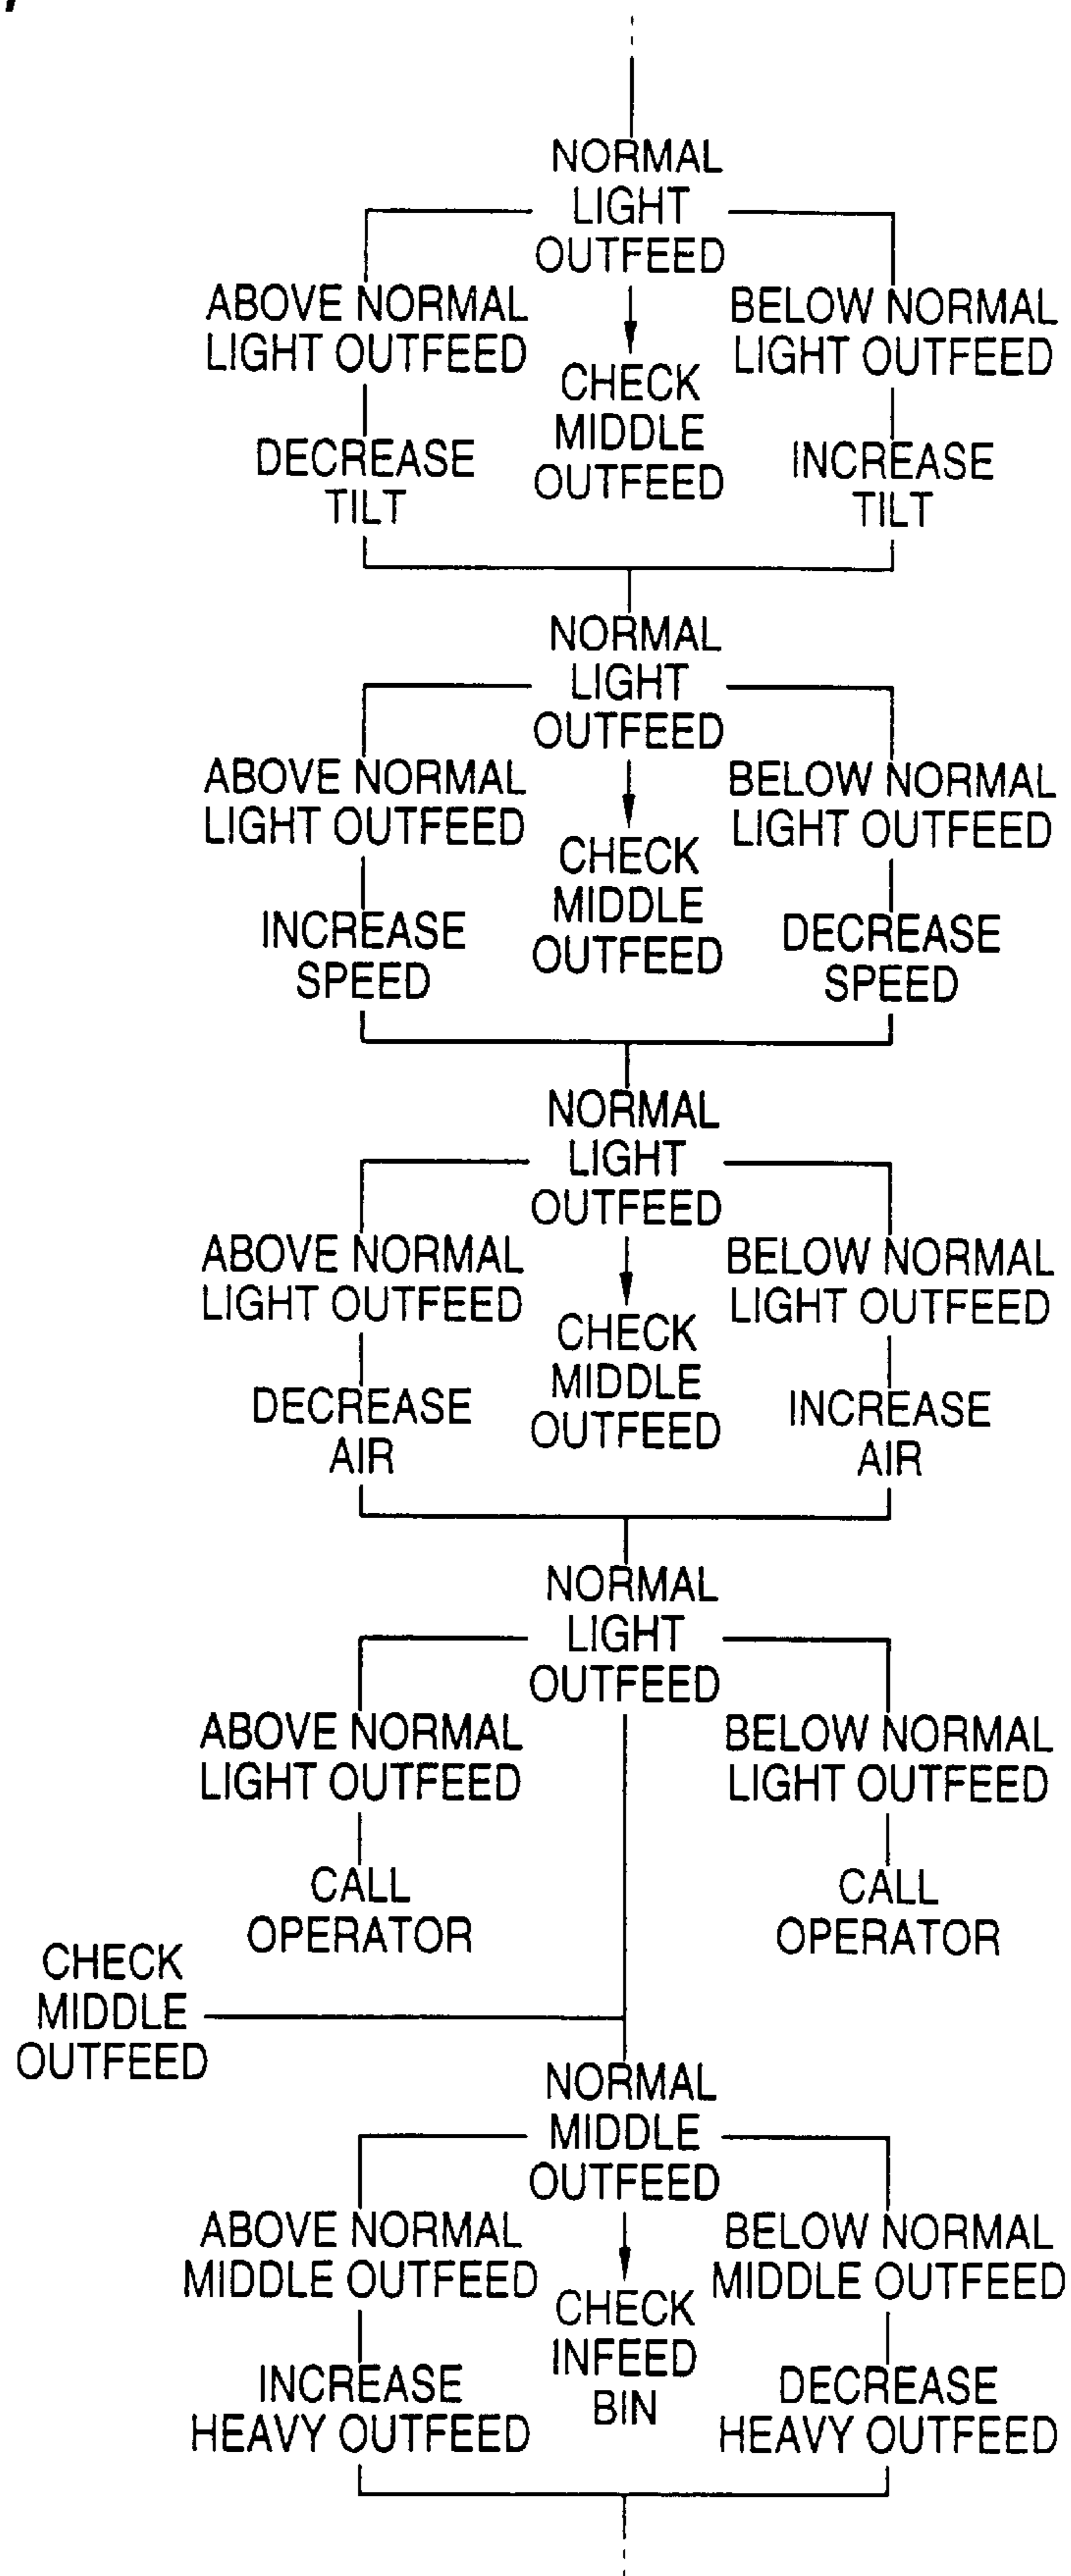 NORMAL
LIGHT
OUTFEED
ABOVE NORMAL
LIGHT OUTFEED
BELOW NORMAL
LIGHT OUTFEED
CHECK
MIDDLE
OUTFEED
DECREASE
TILT
INCREASE
TILT
NORMAL
LIGHT
OUTFEED
ABOVE NORMAL
LIGHT OUTFEED
BELOW NORMAL
LIGHT OUTFEED
CHECK
MIDDLE
OUTFEED
INCREASE
SPEED
DECREASE
SPEED
NORMAL
LIGHT
OUTFEED
ABOVE NORMAL
LIGHT OUTFEED
BELOW NORMAL
LIGHT OUTFEED
CHECK
MIDDLE
OUTFEED
DECREASE
AIR
INCREASE
AIR
NORMAL
LIGHT
OUTFEED
ABOVE NORMAL
LIGHT OUTFEED
BELOW NORMAL
LIGHT OUTFEED
CALL
OPERATOR
CALL
OPERATOR
CHECK
MIDDLE
OUTFEED
NORMAL
MIDDLE
OUTFEED
ABOVE NORMAL
MIDDLE OUTFEED
BELOW NORMAL
MIDDLE OUTFEED
CHECK
INFEED
BIN
INCREASE
HEAVY OUTFEED
DECREASE
HEAVY OUTFEED